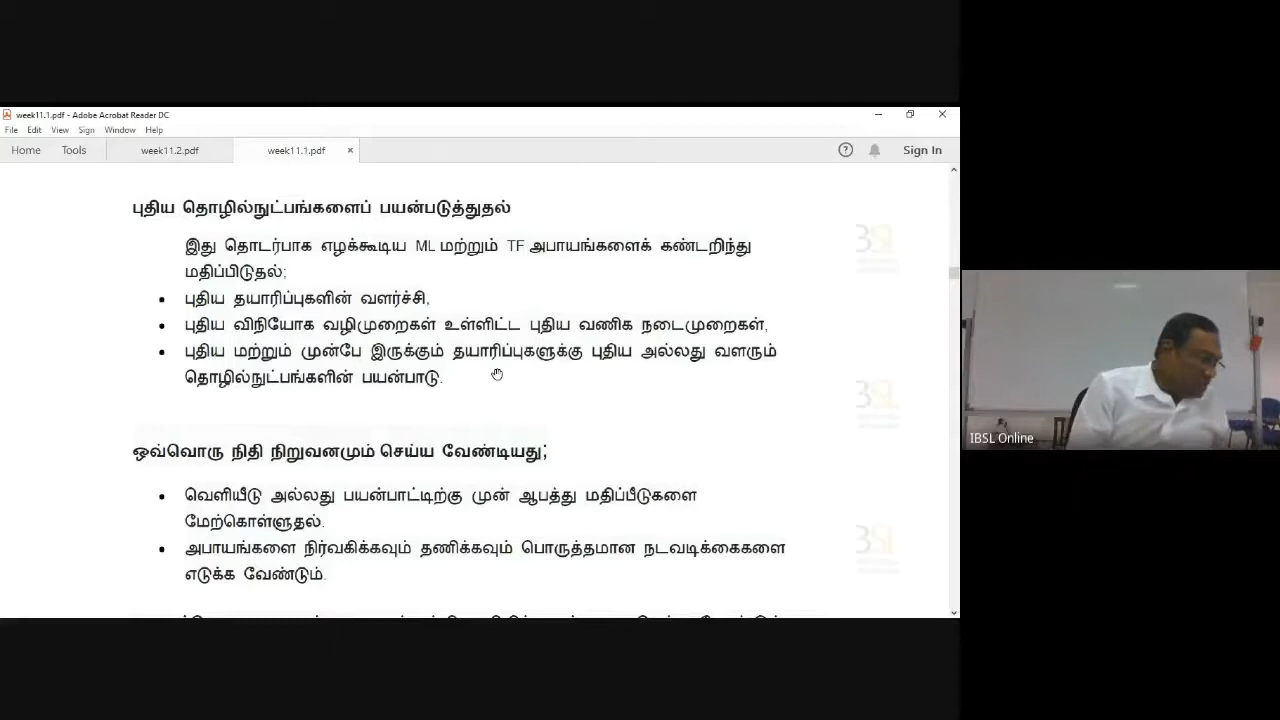 week11.1.pdf - Adobe Acrobat Reader DC
File Edit View Sign Window Help
Home Tools week11.2.pdf week11.1.pdf Sign In
புதிய தொழில்நுட்பங்களைப் பயன்படுத்துதல்
இது தொடர்பாக எழக்கூடிய ML மற்றும் TF அபாயங்களைக் கண்டறிந்து
மதிப்பிடுதல்;
• புதிய தயாரிப்புகளின் வளர்ச்சி,
• புதிய விநியோக வழிமுறைகள் உள்ளிட்ட புதிய வணிக நடைமுறைகள்,
• புதிய மற்றும் முன்பே இருக்கும் தயாரிப்புகளுக்கு புதிய அல்லது வளரும்
தொழில்நுட்பங்களின் பயன்பாடு.
ஒவ்வொரு நிதி நிறுவனமும் செய்ய வேண்டியது;
• வெளியீடு அல்லது பயன்பாட்டிற்கு முன் ஆபத்து மதிப்பீடுகளை
மேற்கொள்ளுதல்.
• அபாயங்களை நிர்வகிக்கவும் தணிக்கவும் பொருத்தமான நடவடிக்கைகளை
எடுக்க வேண்டும்.
IBSL Online